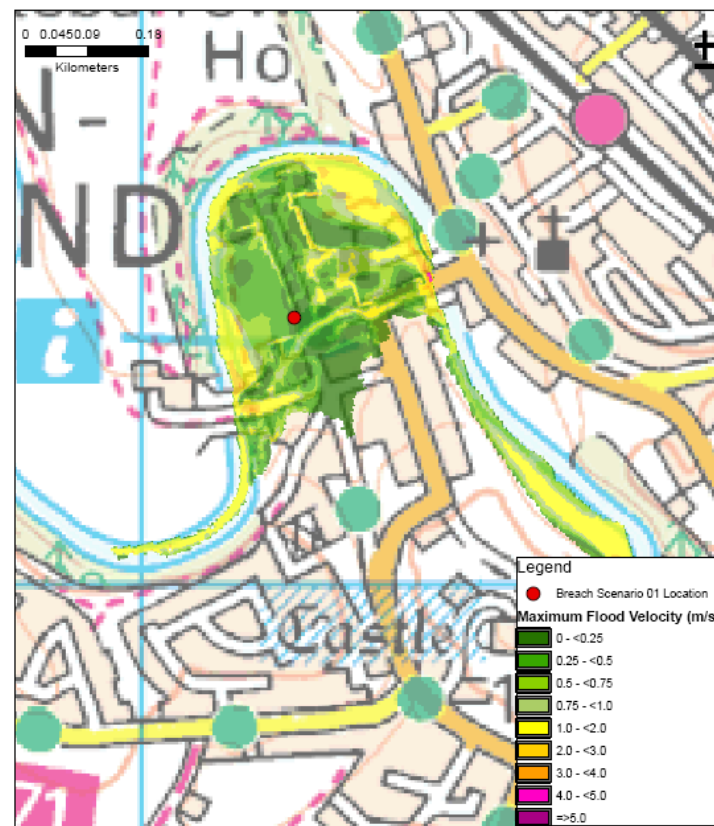 0 0.0450.09 0.18
Kilometers
Ho
N-
ND
i
Castle
71
Legend
Breach Scenario 01 Location
Maximum Flood Velocity (m/s
0 - <0.25
0.25 - <0.5
0.5 - <0.75
0.75 - <1.0
1.0 - <2.0
2.0 - <3.0
3.0 - <4.0
4.0 - <5.0
=>5.0